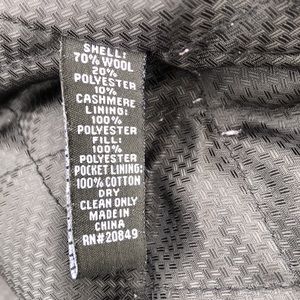 SHELL:
70% WOOL
20%
POLYESTER
10%
CASHMERE
LINING:
100%
POLYESTER
FILL:
100%
POLYESTER
POCKET LINING:
100% COTTON
DRY
CLEAN ONLY
MADE IN
CHINA
RN#20849